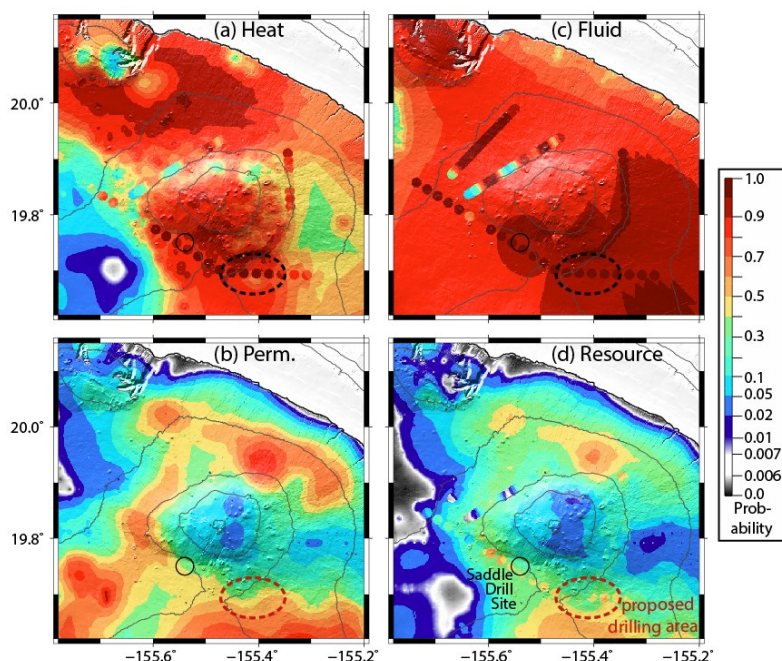 (a) Heat
(c) Fluid
20.0°
19.8°
(b) Perm.
(d) Resource
1.0
0.9
0.7
0.5
0.3
0.1
0.05
0.02
0.01
0.007
0.006
0.0
Prob-
ability
20.0°
19.8°
Saddle
Drill
Site
proposed
drilling area
−155.6
−155.4
−155.2
−155.6
−155.4
−155.2